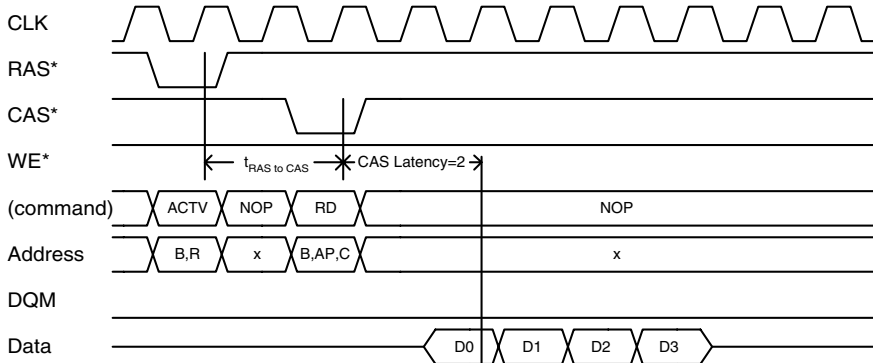 CLK
RAS*
CAS*
WE*
t RAS to CAS
CAS Latency=2
(command)
ACTV NOP RD NOP
Address
B,R x B,AP,C x
DQM
Data
D0 D1 D2 D3